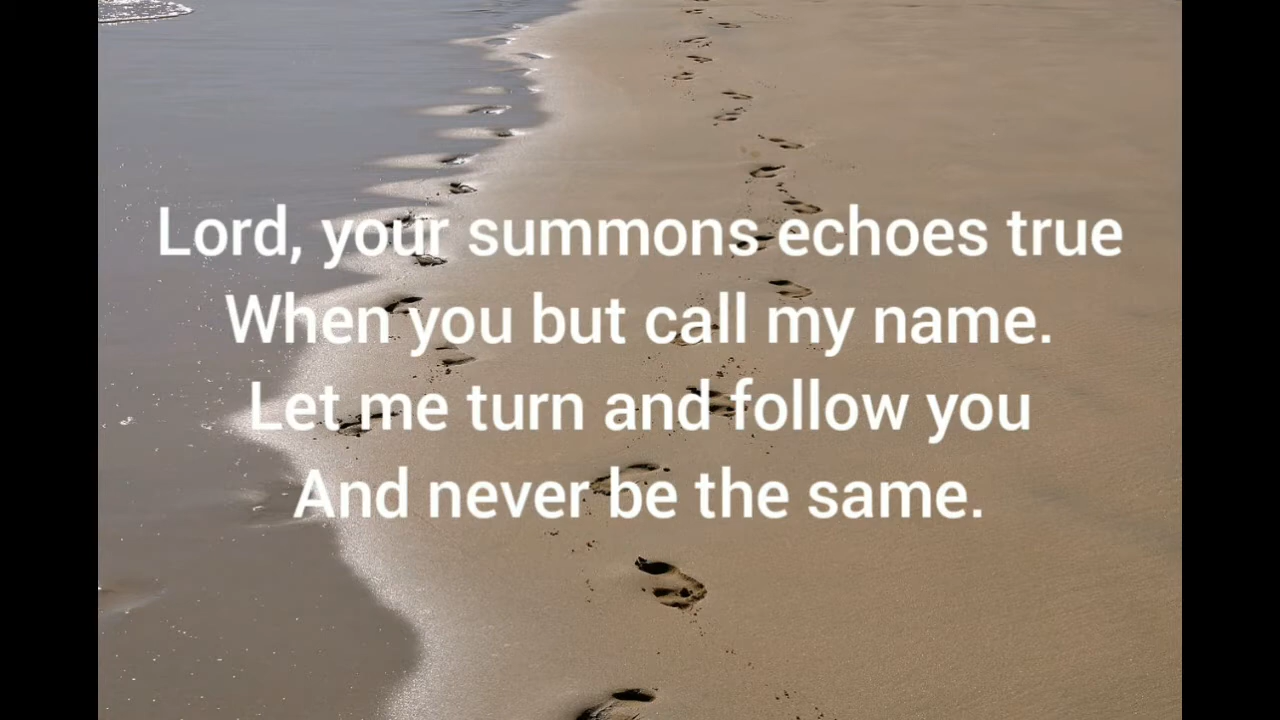 Lord, your summons echoes true
When you but call my name.
Let me turn and follow you
And never be the same.